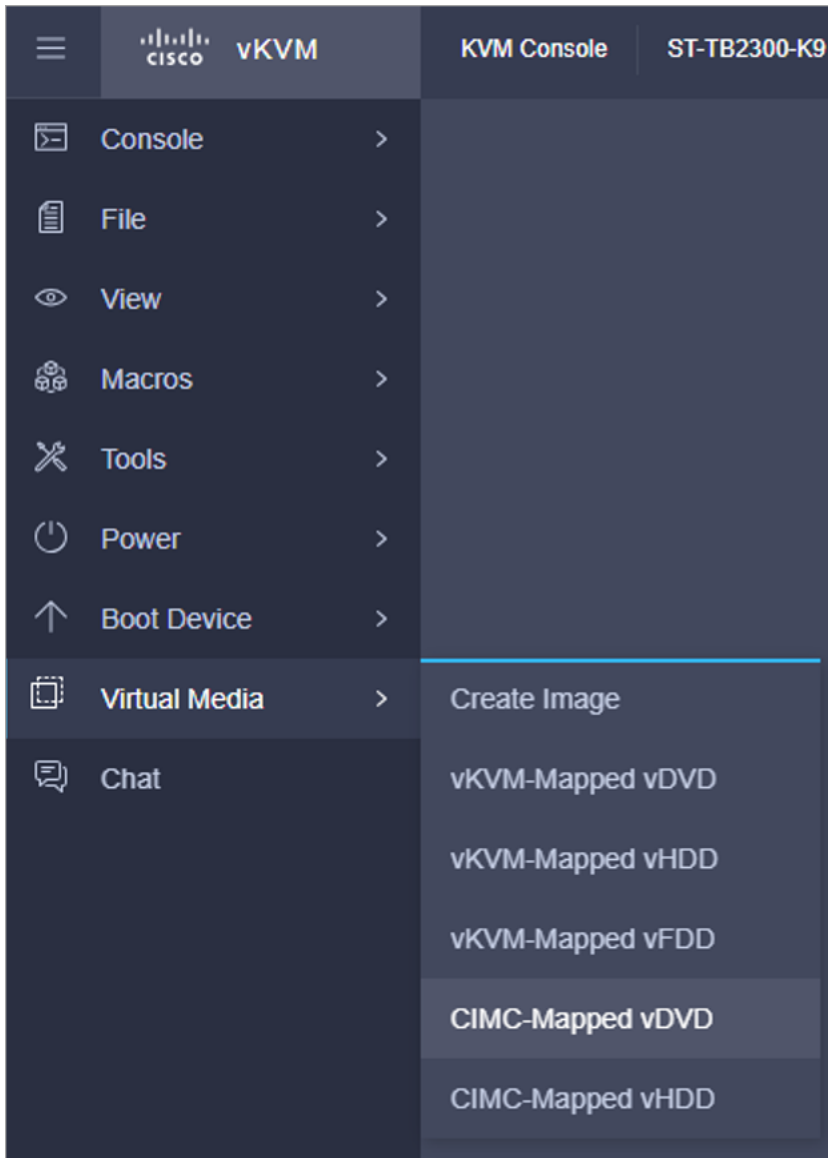 cisco vKVM KVM Console ST-TB2300-K9
Console
File
View
Macros
Tools
Power
Boot Device
Virtual Media Create Image
Chat vKVM-Mapped vDVD
vKVM-Mapped vHDD
vKVM-Mapped vFDD
CIMC-Mapped vDVD
CIMC-Mapped vHDD